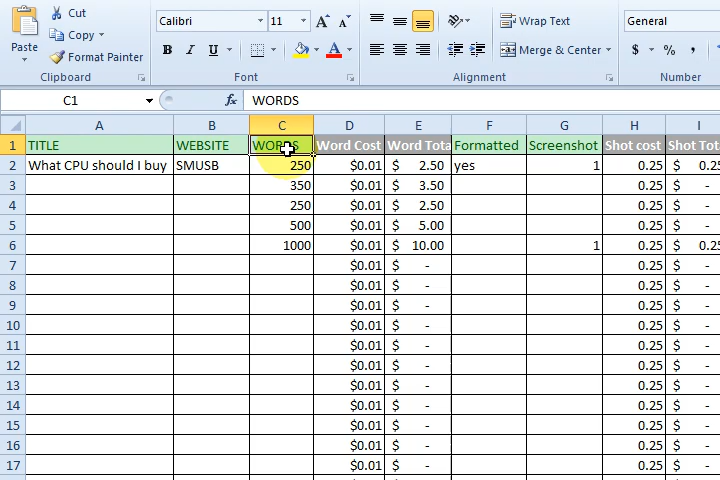 Cut
Copy
Format Painter
Paste
Clipboard
Calibri 11 A A
B I U A
Font
Wrap Text
Merge & Center
Alignment
General
$ % ,
Number
C1 fx WORDS
A B C D E F G H I
1 TITLE WEBSITE WORDS Word Cost Word Tota Formatted Screenshot Shot cost Shot Tot
2 What CPU should I buy SMUSB 250 $0.01 $ 2.50 yes 1 0.25 $ 0.25
3 350 $0.01 $ 3.50 0.25 $ -
4 250 $0.01 $ 2.50 0.25 $ -
5 500 $0.01 $ 5.00 0.25 $ -
6 1000 $0.01 $ 10.00 1 0.25 $ 0.25
7 $0.01 $ - 0.25 $ -
8 $0.01 $ - 0.25 $ -
9 $0.01 $ - 0.25 $ -
10 $0.01 $ - 0.25 $ -
11 $0.01 $ - 0.25 $ -
12 $0.01 $ - 0.25 $ -
13 $0.01 $ - 0.25 $ -
14 $0.01 $ - 0.25 $ -
15 $0.01 $ - 0.25 $ -
16 $0.01 $ - 0.25 $ -
17 $0.01 $ - 0.25 $ -